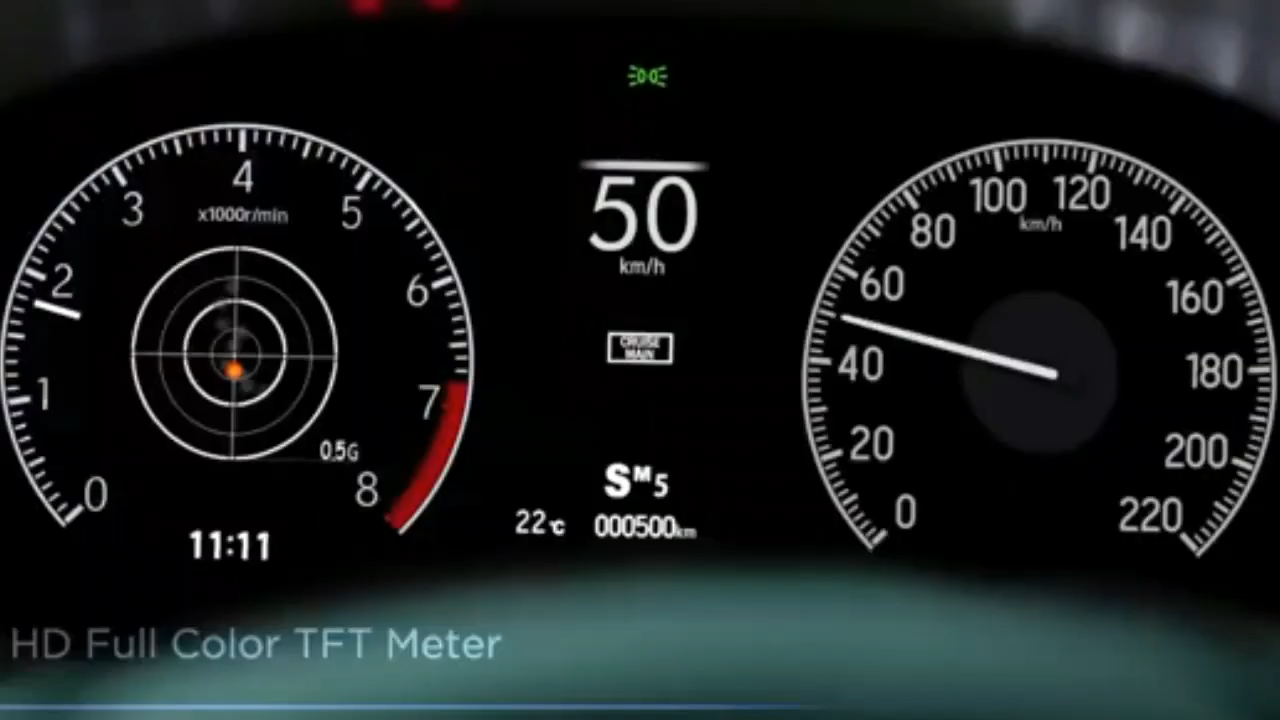 50
km/h
CRUISE
MAIN
S M 5
22°C
000500km
0
1
2
3
4
5
6
7
8
x1000r/min
0.5G
11:11
0
20
40
60
80
100
120
140
160
180
200
220
km/h
HD Full Color TFT Meter